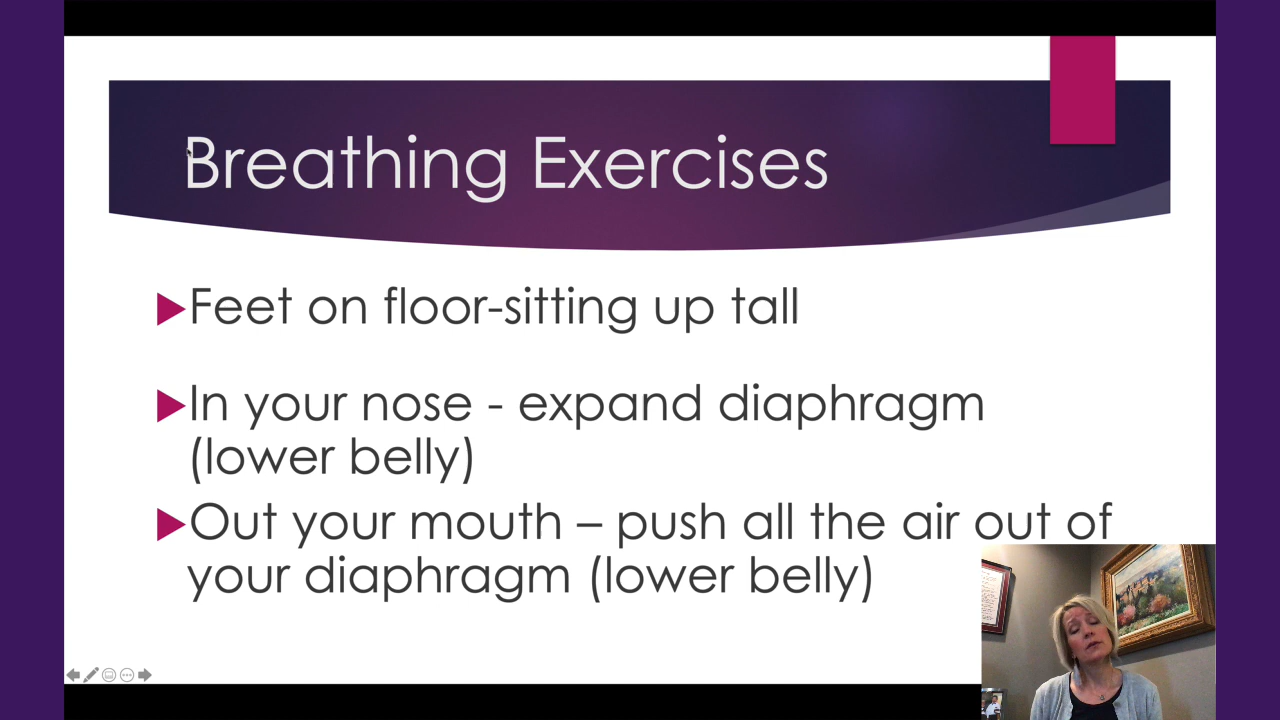 Breathing Exercises
Feet on floor-sitting up tall
In your nose - expand diaphragm
(lower belly)
Out your mouth – push all the air out of
your diaphragm (lower belly)